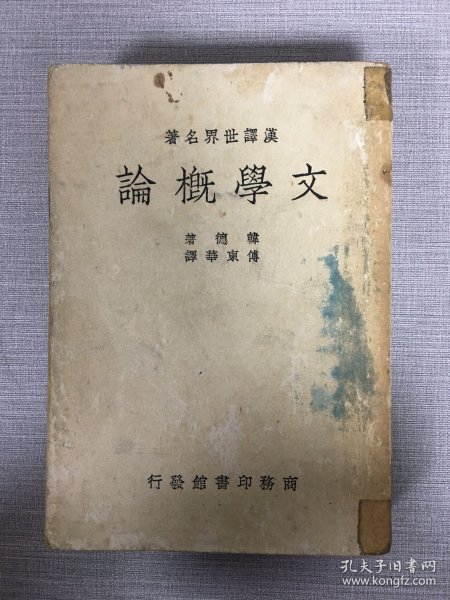 漢譯世界名著
文學概論
韓德著
傅東華譯
商務印書館發行
孔夫子旧书网
www.kongfz.com